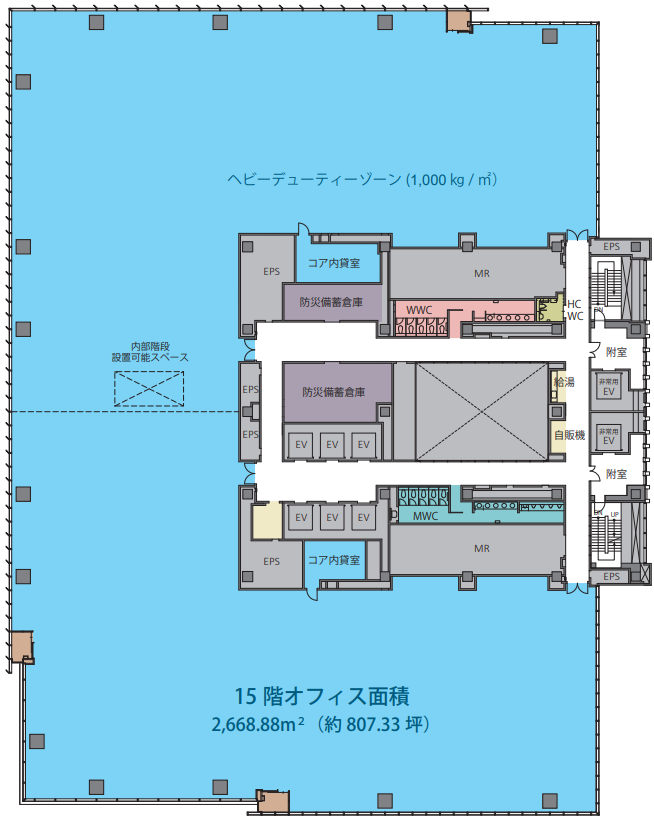 ヘビーデューティーゾーン (1,000 kg / ㎡)
EPS
EPS
コア内貸室
MR
防災備蓄倉庫
WWC
HC
WC
DN
内部階段
設置可能スペース
附室
EPS
防災備蓄倉庫
給湯
非常用
EV
EPS
EV
EV
EV
自販機
非常用
EV
附室
EV
EV
EV
MWC
DN
UP
EPS
コア内貸室
MR
EPS
15 階オフィス面積
2,668.88m²（約 807.33 坪）